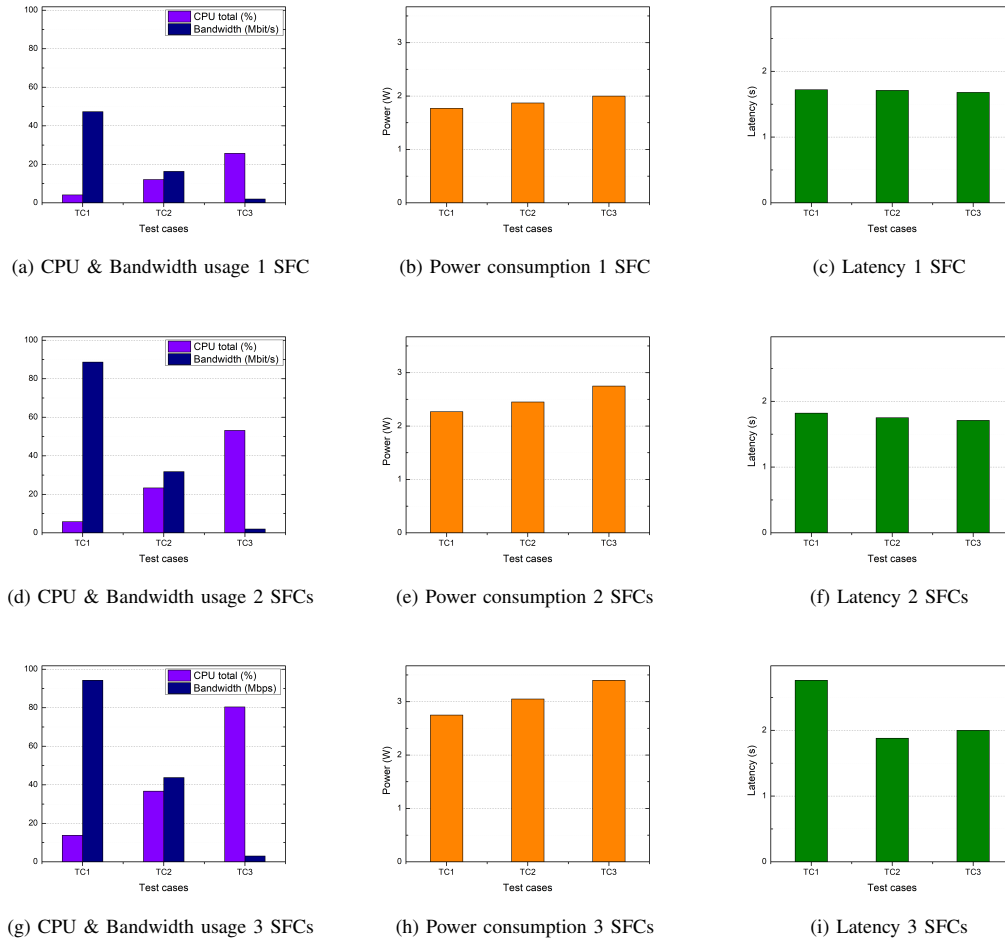 CPU total (%)
Bandwidth (Mbit/s)
100
80
60
40
20
0
TC1 TC2 TC3
Test cases
Power (W)
3
2
1
0
TC1 TC2 TC3
Test cases
Latency (s)
2
1
0
TC1 TC2 TC3
Test cases
(a) CPU & Bandwidth usage 1 SFC
(b) Power consumption 1 SFC
(c) Latency 1 SFC
CPU total (%)
Bandwidth (Mbit/s)
100
80
60
40
20
0
TC1 TC2 TC3
Test cases
Power (W)
3
2
1
0
TC1 TC2 TC3
Test cases
Latency (s)
2
1
0
TC1 TC2 TC3
Test cases
(d) CPU & Bandwidth usage 2 SFCs
(e) Power consumption 2 SFCs
(f) Latency 2 SFCs
CPU total (%)
Bandwidth (Mbps)
100
80
60
40
20
0
TC1 TC2 TC3
Test cases
Power (W)
3
2
1
0
TC1 TC2 TC3
Test cases
Latency (s)
2
1
0
TC1 TC2 TC3
Test cases
(g) CPU & Bandwidth usage 3 SFCs
(h) Power consumption 3 SFCs
(i) Latency 3 SFCs